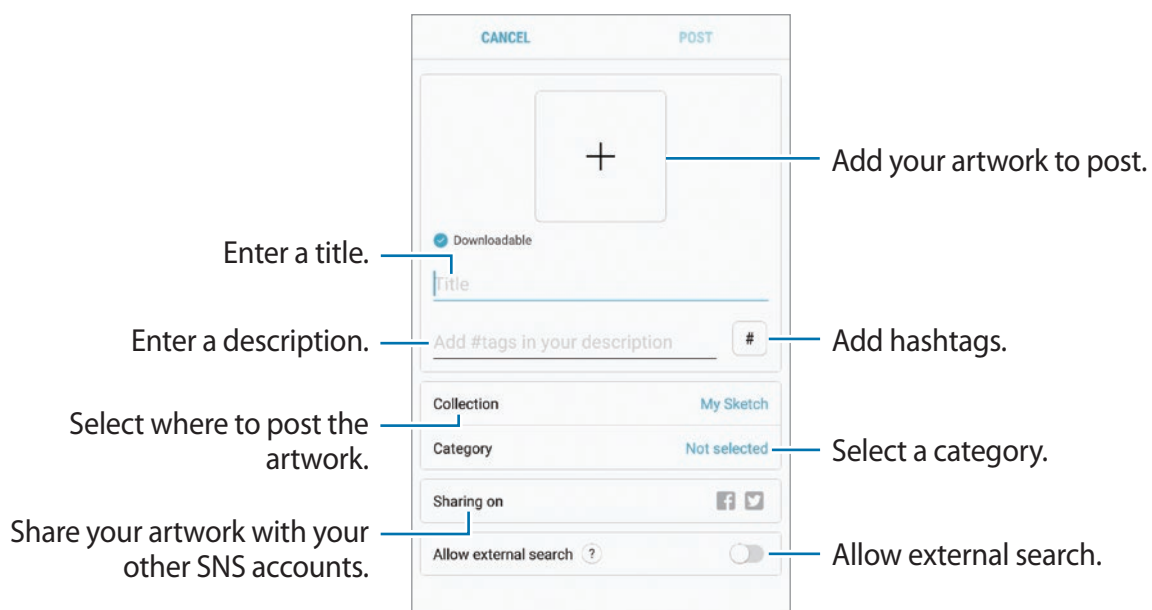 CANCEL POST
+
Add your artwork to post.
Downloadable
Enter a title.
Title
Enter a description.
Add #tags in your description
#
Add hashtags.
Collection My Sketch
Select where to post the
artwork.
Category Not selected
Select a category.
Sharing on
Share your artwork with your
other SNS accounts.
Allow external search ?
Allow external search.